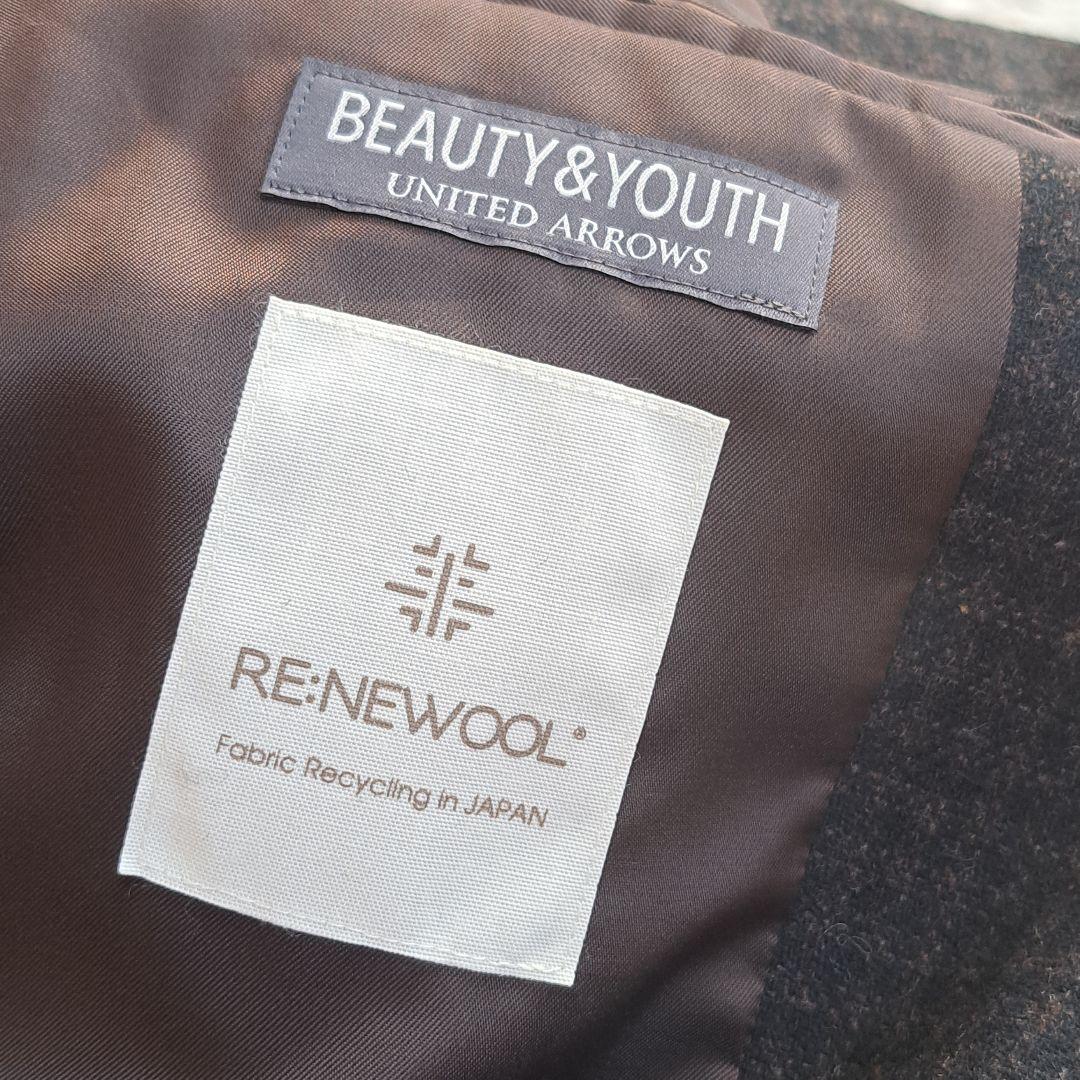 BEAUTY&YOUTH
UNITED ARROWS
RE:NEWOOL®
Fabric Recycling in JAPAN